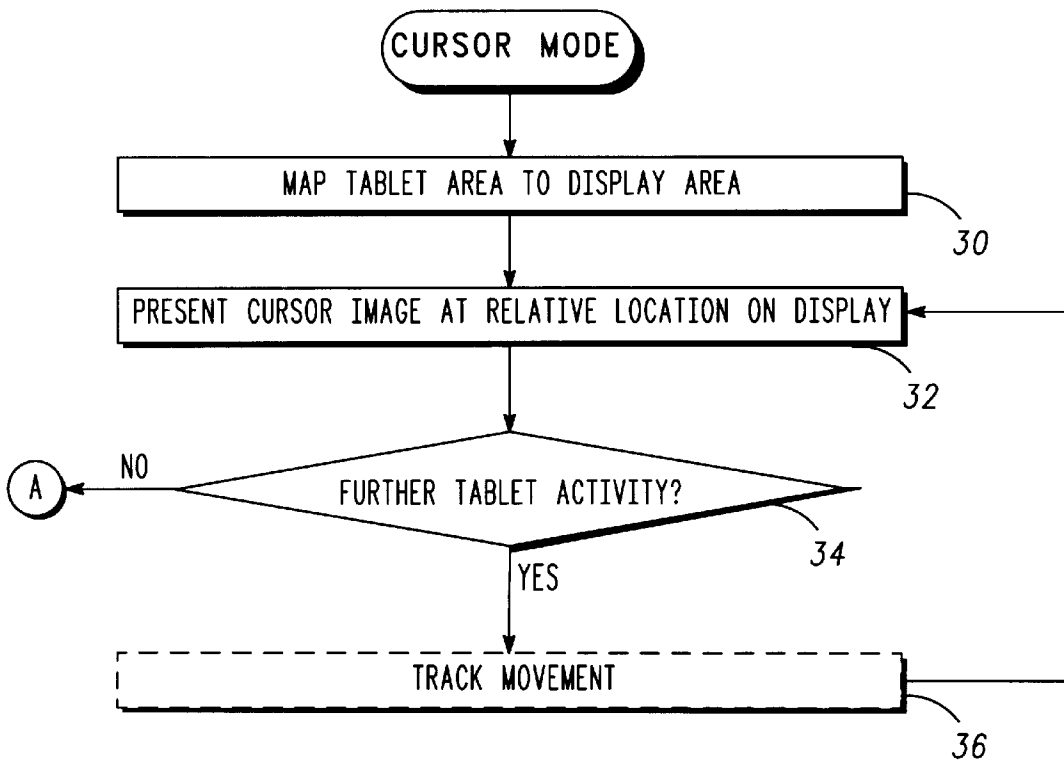 CURSOR MODE
MAP TABLET AREA TO DISPLAY AREA
30
PRESENT CURSOR IMAGE AT RELATIVE LOCATION ON DISPLAY
32
NO
A
FURTHER TABLET ACTIVITY?
34
YES
TRACK MOVEMENT
36